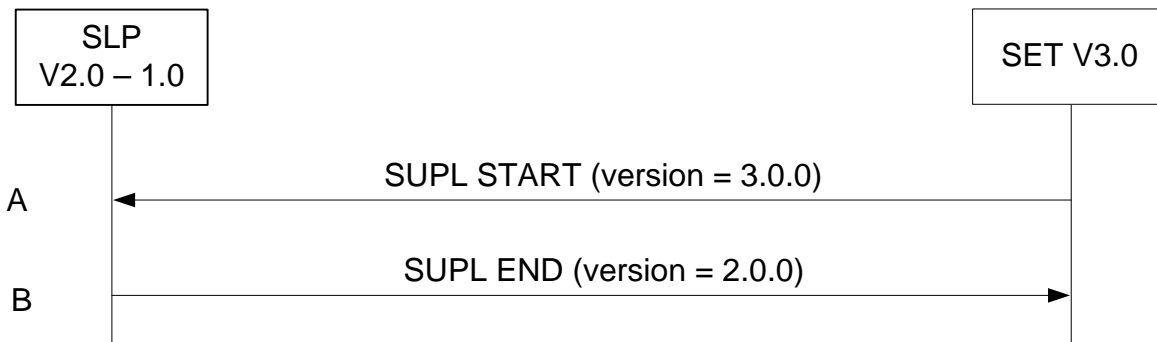 SLP
V2.0 – 1.0
SET V3.0
SUPL START (version = 3.0.0)
A
SUPL END (version = 2.0.0)
B